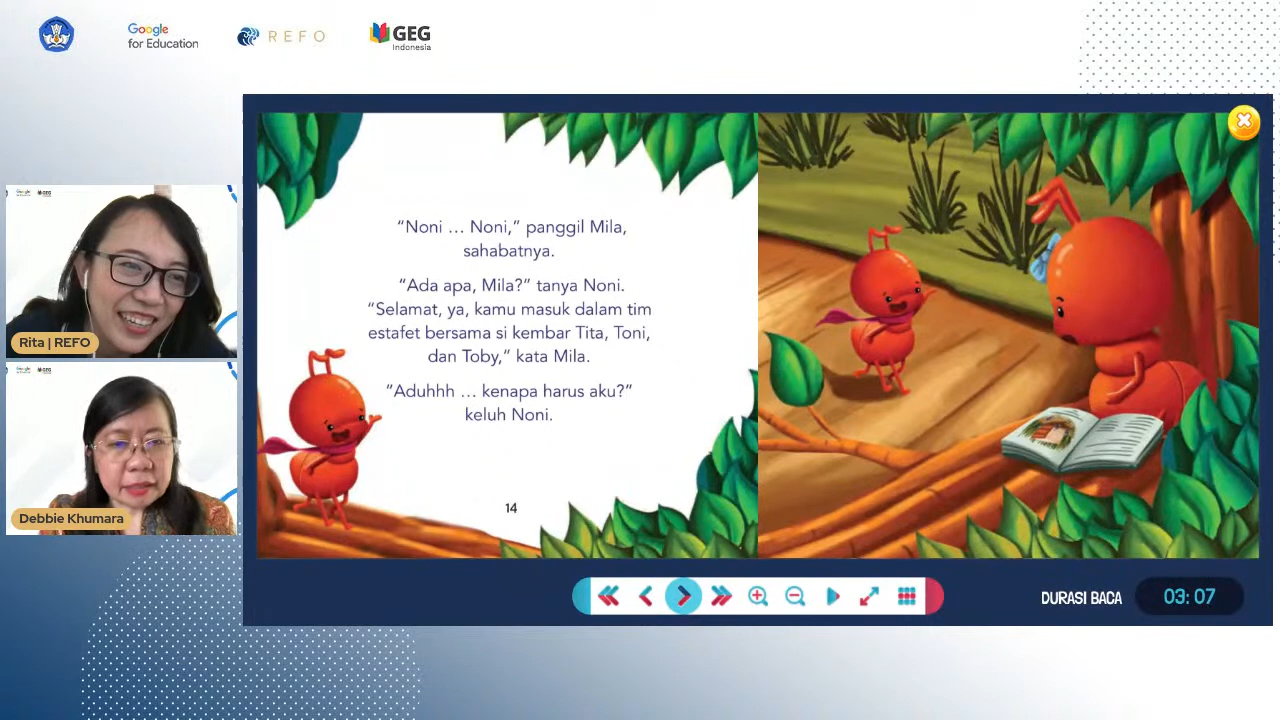 Google
for Education
REFO
GEG
Indonesia
Rita | REFO
Debbie Khumara
“Noni … Noni,” panggil Mila,
sahabatnya.
“Ada apa, Mila?” tanya Noni.
“Selamat, ya, kamu masuk dalam tim
estafet bersama si kembar Tita, Toni,
dan Toby,” kata Mila.
“Aduhhh … kenapa harus aku?”
keluh Noni.
14
DURASI BACA
03: 07